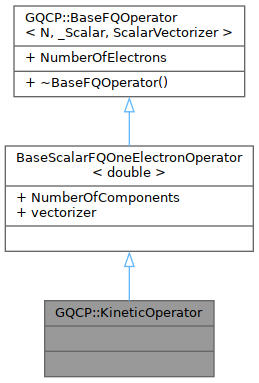 GQCP::BaseFQOperator
< N, _Scalar, ScalarVectorizer >
+ NumberOfElectrons
+ ~BaseFQOperator()
BaseScalarFQOneElectronOperator
< double >
+ NumberOfComponents
+ vectorizer
GQCP::KineticOperator